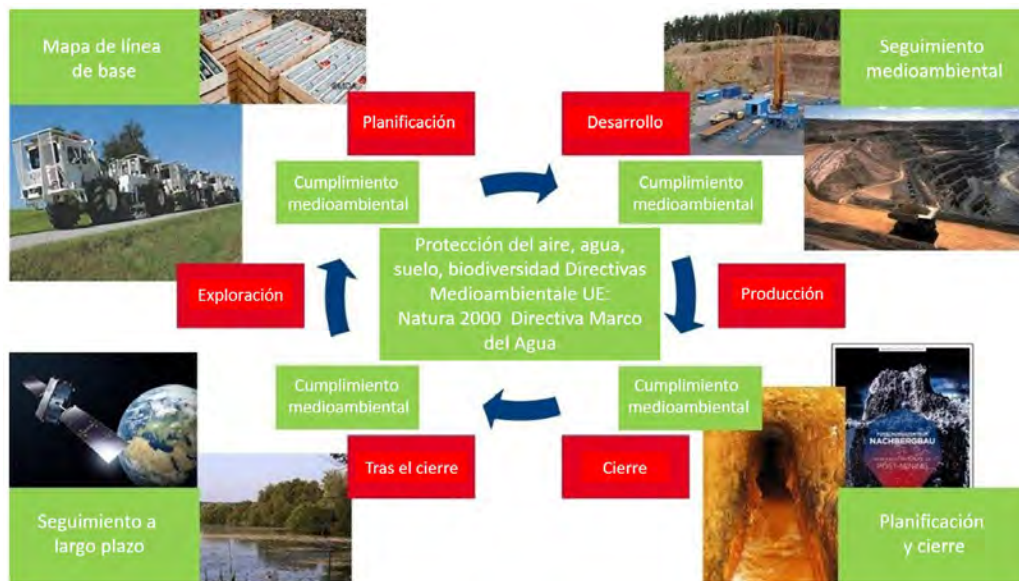 Mapa de línea
de base
Seguimiento
medioambiental
Planificación
Desarrollo
Cumplimiento
medioambiental
Cumplimiento
medioambiental
Protección del aire, agua,
suelo, biodiversidad Directivas
Medioambientale UE:
Natura 2000 Directiva Marco
del Agua
Exploración
Producción
Cumplimiento
medioambiental
Cumplimiento
medioambiental
NACHBERGBAU
POST-MINING
Tras el cierre
Cierre
Seguimiento a
largo plazo
Planificación
y cierre